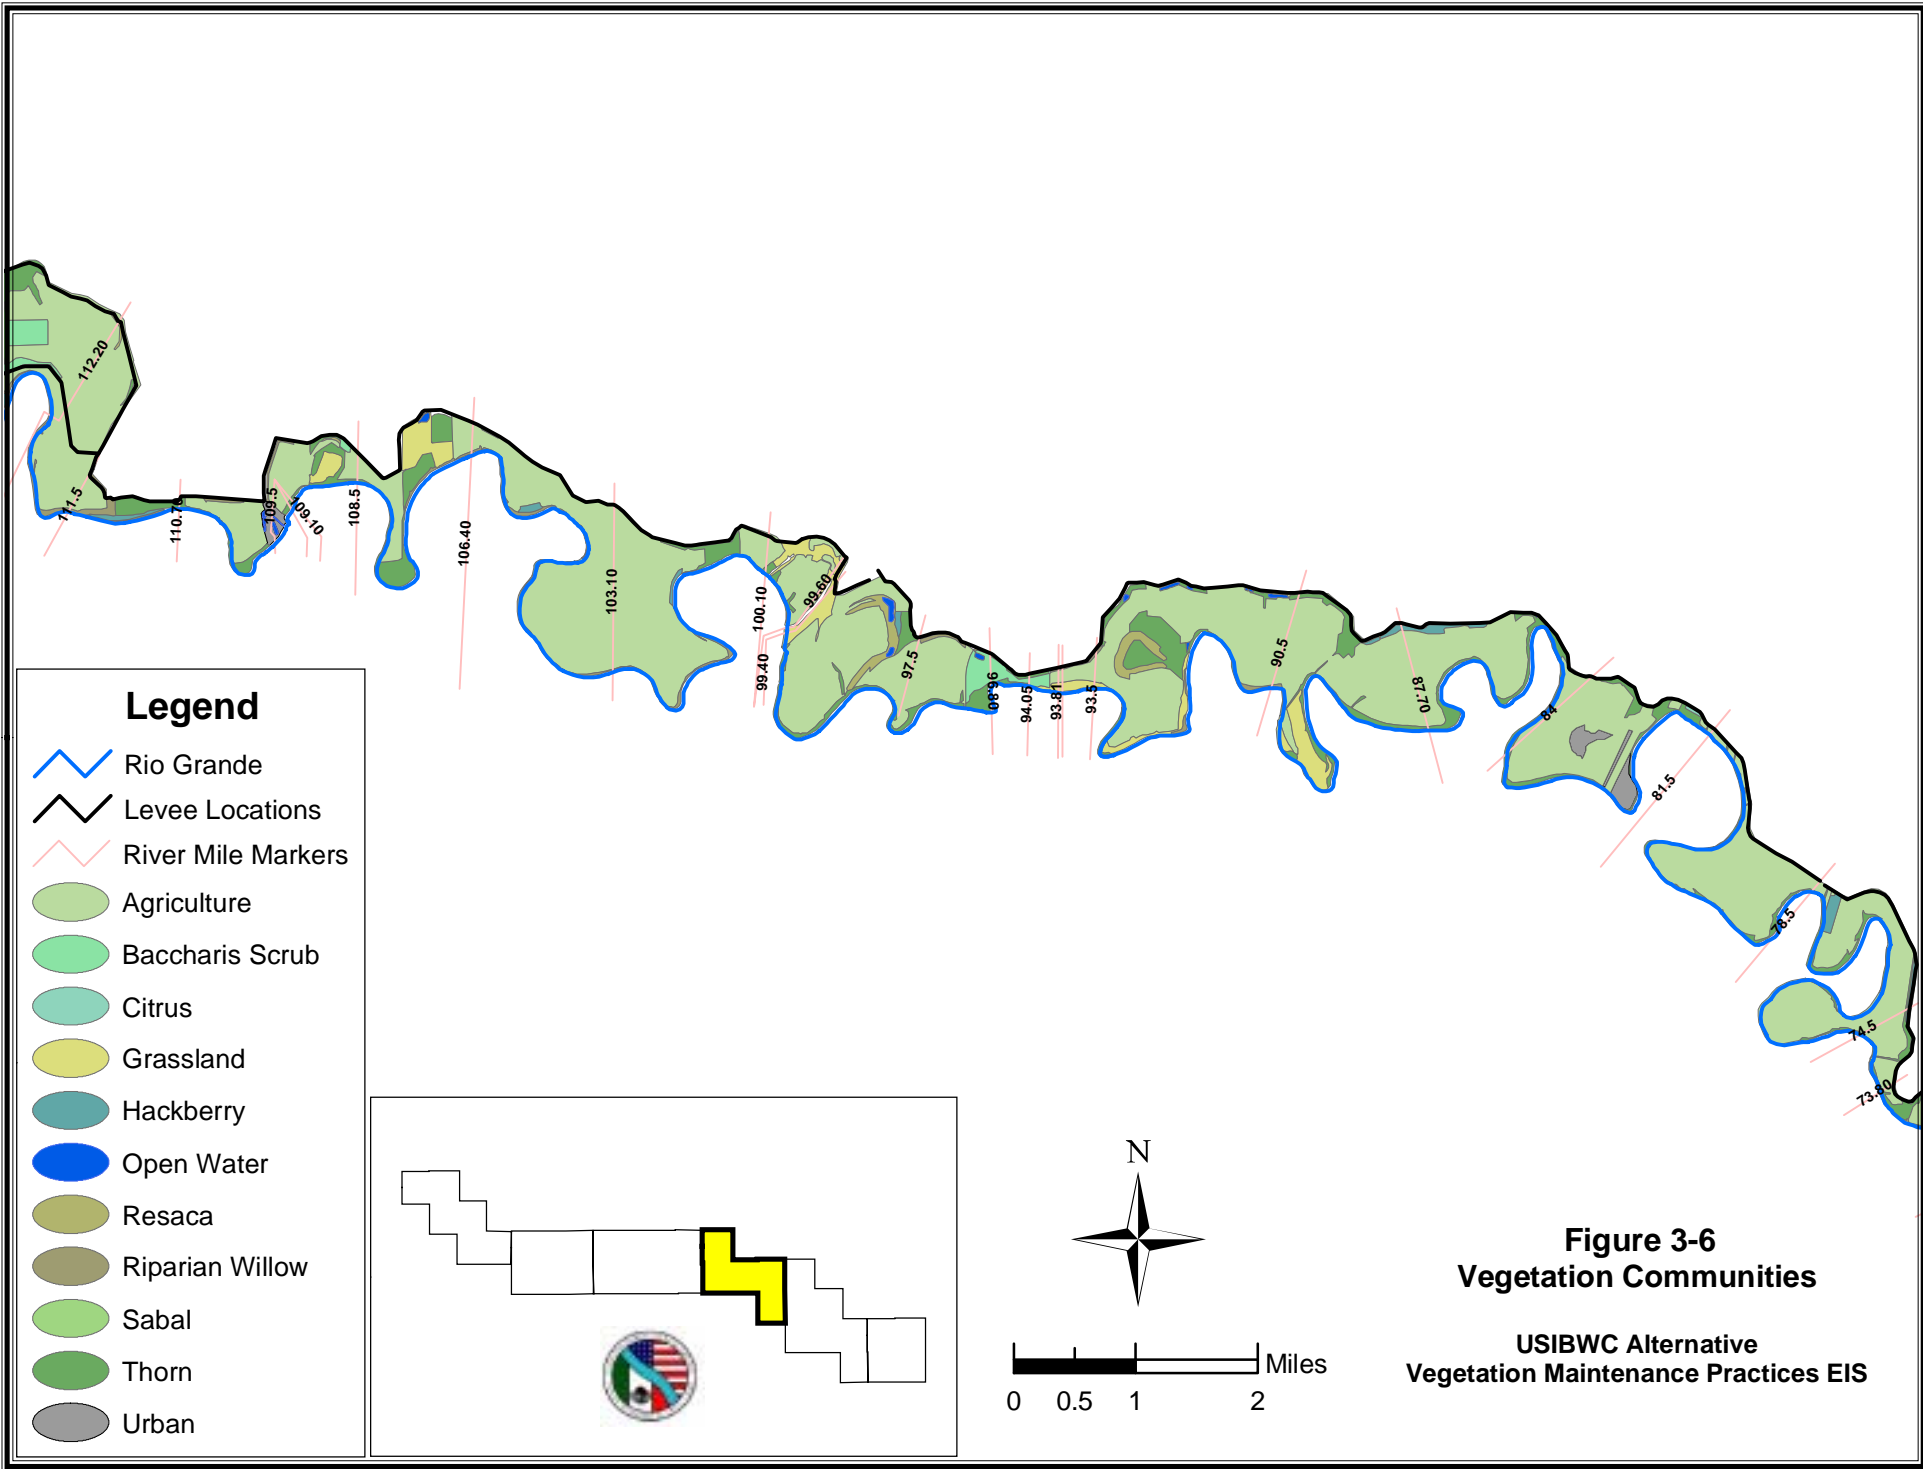 112.20
111.5
110.70
109.5
109.10
108.5
106.40
103.10
100.10
99.60
99.40
97.5
96.80
94.05
93.81
93.5
90.5
87.70
84
81.5
78.5
74.5
73.80
Legend
Rio Grande
Levee Locations
River Mile Markers
Agriculture
Baccharis Scrub
Citrus
Grassland
Hackberry
Open Water
Resaca
Riparian Willow
Sabal
Thorn
Urban
N
Miles
0 0.5 1 2
Figure 3-6
Vegetation Communities
USIBWC Alternative
Vegetation Maintenance Practices EIS